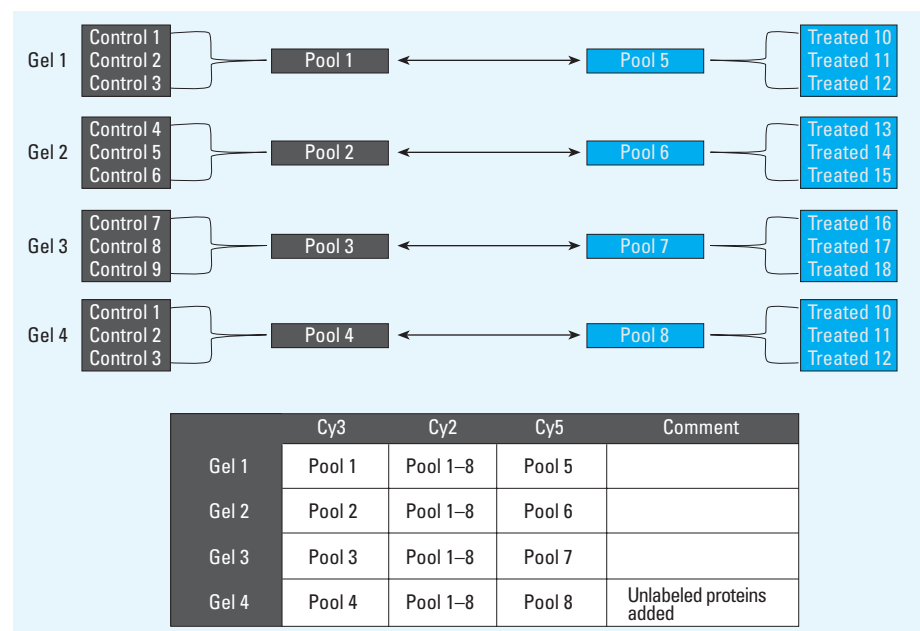 Gel 1
Control 1
Control 2
Control 3
Pool 1
Pool 5
Treated 10
Treated 11
Treated 12
Gel 2
Control 4
Control 5
Control 6
Pool 2
Pool 6
Treated 13
Treated 14
Treated 15
Gel 3
Control 7
Control 8
Control 9
Pool 3
Pool 7
Treated 16
Treated 17
Treated 18
Gel 4
Control 1
Control 2
Control 3
Pool 4
Pool 8
Treated 10
Treated 11
Treated 12
Cy3 Cy2 Cy5 Comment
Gel 1 Pool 1 Pool 1–8 Pool 5
Gel 2 Pool 2 Pool 1–8 Pool 6
Gel 3 Pool 3 Pool 1–8 Pool 7
Gel 4 Pool 4 Pool 1–8 Pool 8 Unlabeled proteins
added